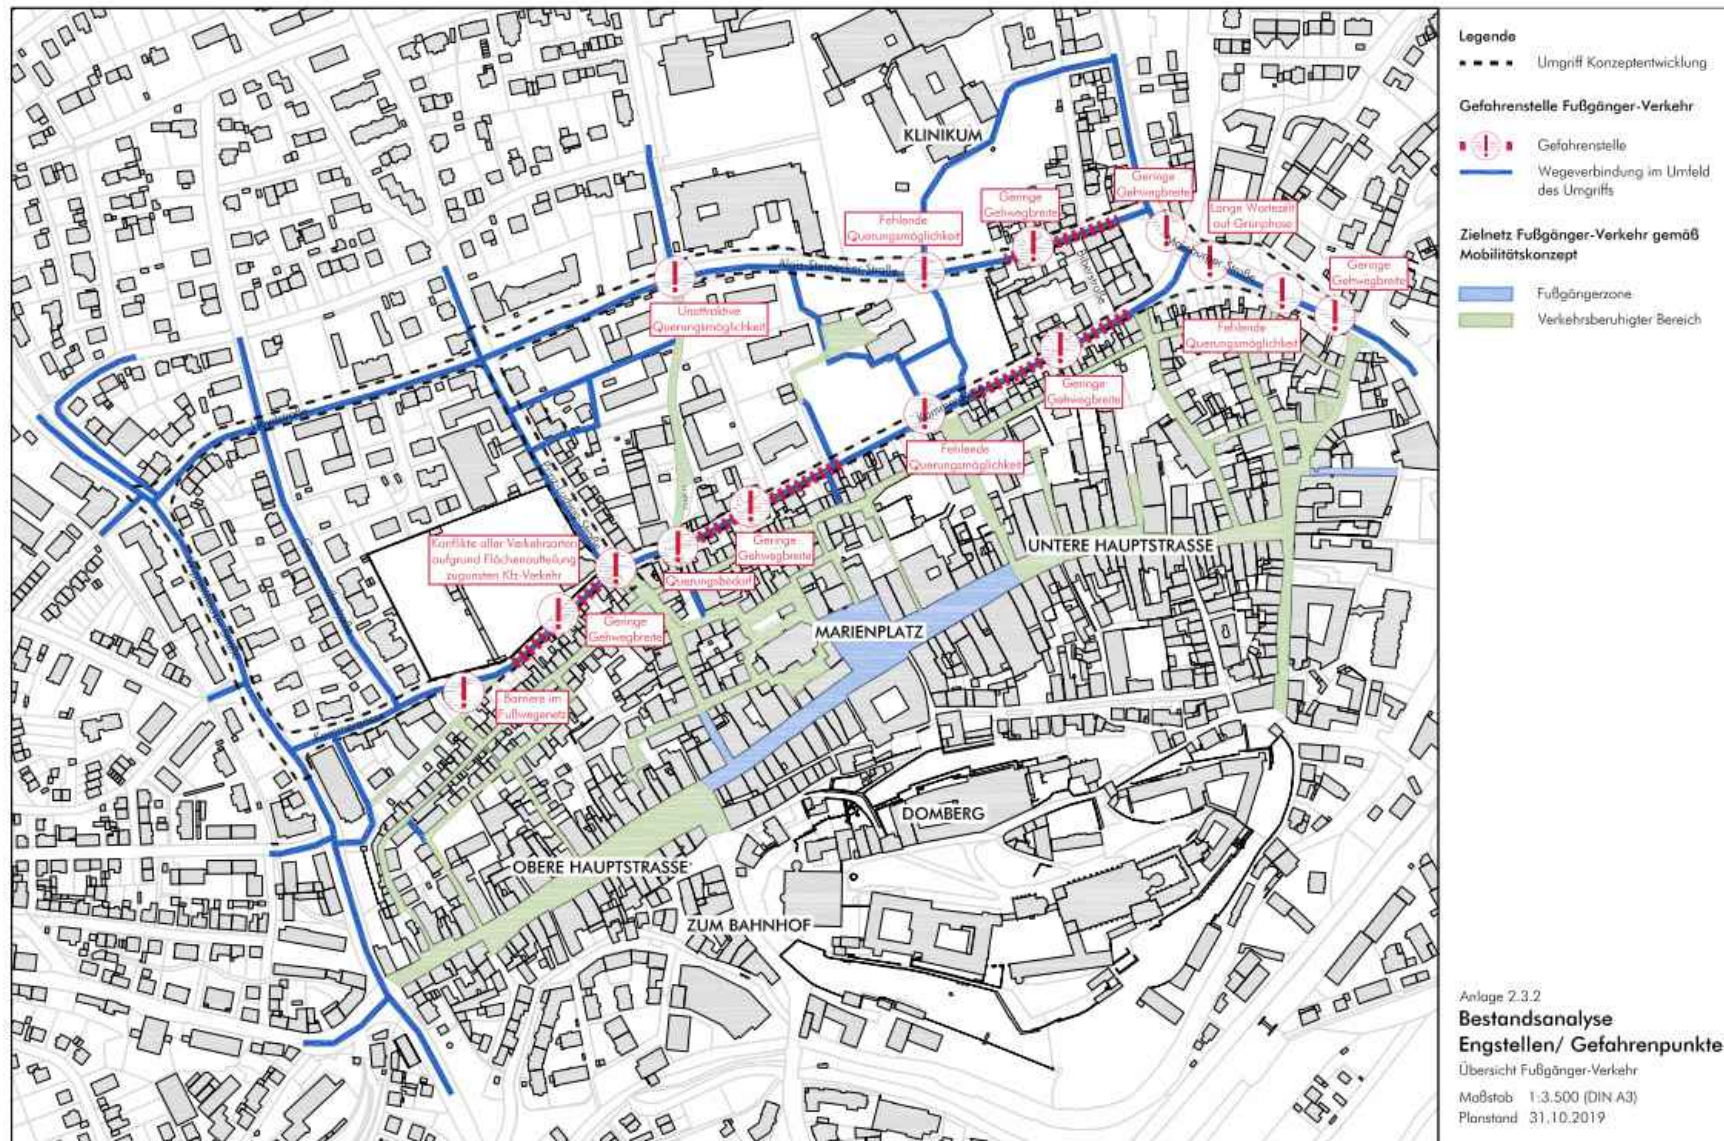 KLINIKUM
Geringe
Gehwegbreite
Geringe
Gehwegbreite
Lange Wartezeit
auf Grünphase
Fehlende
Querungsmöglichkeit
Geringe
Gehwegbreite
Alois-Steinecker-Straße
Unattraktive
Querungsmöglichkeit
Fehlende
Querungsmöglichkeit
Geringe
Gehwegbreite
Fehlende
Querungsmöglichkeit
Konflikte aller Verkehrsarten
aufgrund Flächenaufteilung
zugunsten Kfz-Verkehr
Geringe
Gehwegbreite
Querungsbedarf
Geringe
Gehwegbreite
Barriere im
Fußwegenetz
UNTERE HAUPTSTRASSE
MARIENPLATZ
DOMBERG
OBERE HAUPTSTRASSE
ZUM BAHNHOF
Legende
Umgriff Konzeptentwicklung
Gefahrenstelle Fußgänger-Verkehr
Gefahrenstelle
Wegeverbindung im Umfeld
des Umgriffs
Zielnetz Fußgänger-Verkehr gemäß
Mobilitätskonzept
Fußgängerzone
Verkehrsberuhigter Bereich
Anlage 2.3.2
Bestandsanalyse
Engstellen/ Gefahrenpunkte
Übersicht Fußgänger-Verkehr
Maßstab 1:3.500 (DIN A3)
Planstand 31.10.2019